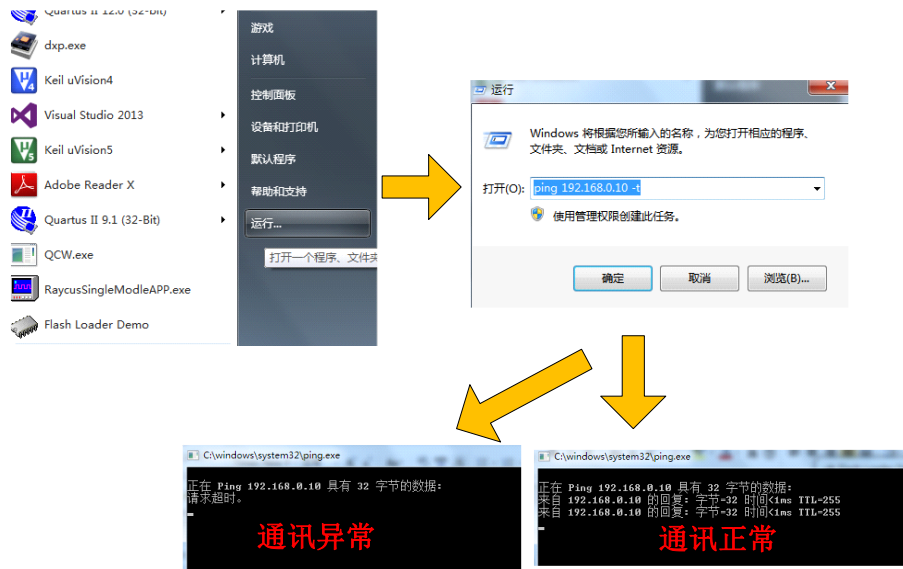 Quartus II 12.0 (32-bit)
dxp.exe
Keil uVision4
Visual Studio 2013
Keil uVision5
Adobe Reader X
Quartus II 9.1 (32-Bit)
QCW.exe
RaycusSingleModleAPP.exe
Flash Loader Demo
游戏
计算机
控制面板
设备和打印机
默认程序
帮助和支持
运行...
打开一个程序、文件夹
运行
Windows 将根据您所输入的名称，为您打开相应的程序、
文件夹、文档或 Internet 资源。
打开(O):
ping 192.168.0.10 -t
使用管理权限创建此任务。
确定
取消
浏览(B)...
C:\windows\system32\ping.exe
正在 Ping 192.168.0.10 具有 32 字节的数据:
请求超时。
通讯异常
C:\windows\system32\ping.exe
正在 Ping 192.168.0.10 具有 32 字节的数据:
来自 192.168.0.10 的回复: 字节=32 时间<1ms TTL=255
来自 192.168.0.10 的回复: 字节=32 时间<1ms TTL=255
通讯正常